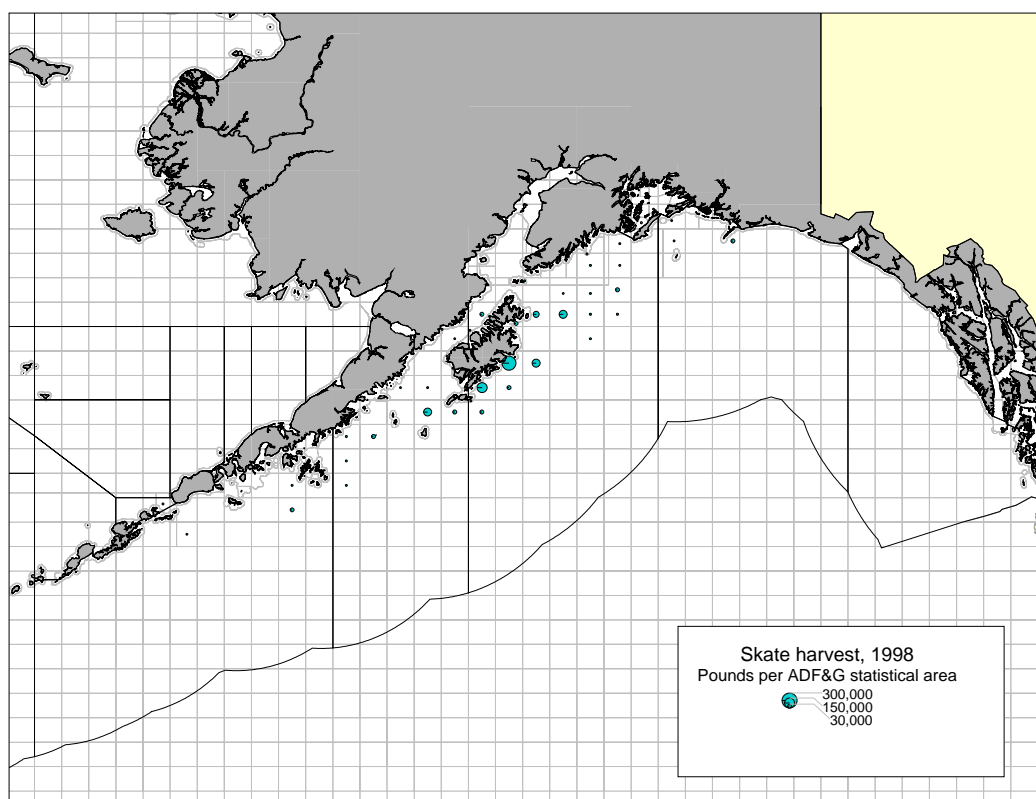 Skate harvest, 1998
Pounds per ADF&G statistical area
300,000
150,000
30,000